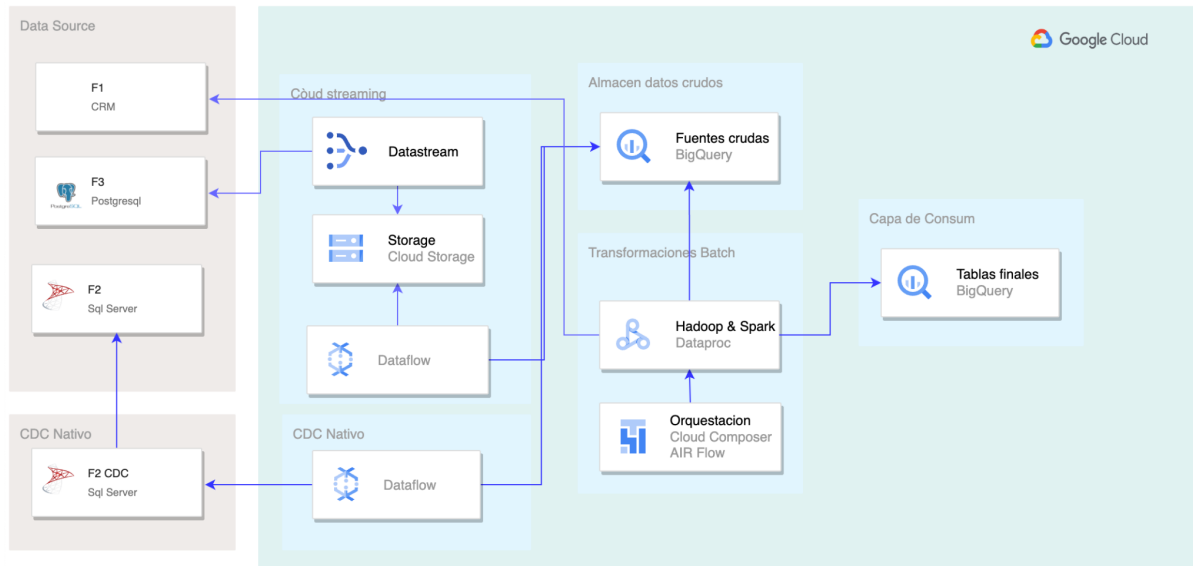 Data Source
F1
CRM
F3
Postgresql
PostgreSQL
F2
Sql Server
CDC Nativo
F2 CDC
Sql Server
Google Cloud
Còud streaming
Datastream
Storage
Cloud Storage
Dataflow
CDC Nativo
Dataflow
Almacen datos crudos
Fuentes crudas
BigQuery
Transformaciones Batch
Hadoop & Spark
Dataproc
Orquestacion
Cloud Composer
AIR Flow
Capa de Consum
Tablas finales
BigQuery